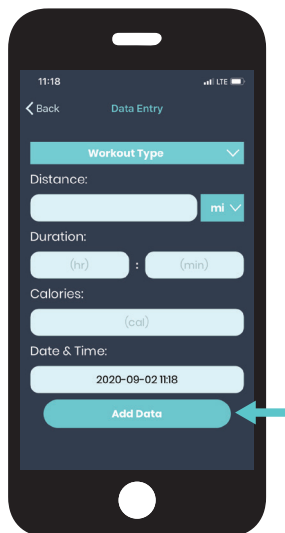 11:18 LTE
Back Data Entry
Workout Type
Distance:
mi
Duration:
(hr) : (min)
Calories:
(cal)
Date & Time:
2020-09-02 11:18
Add Data